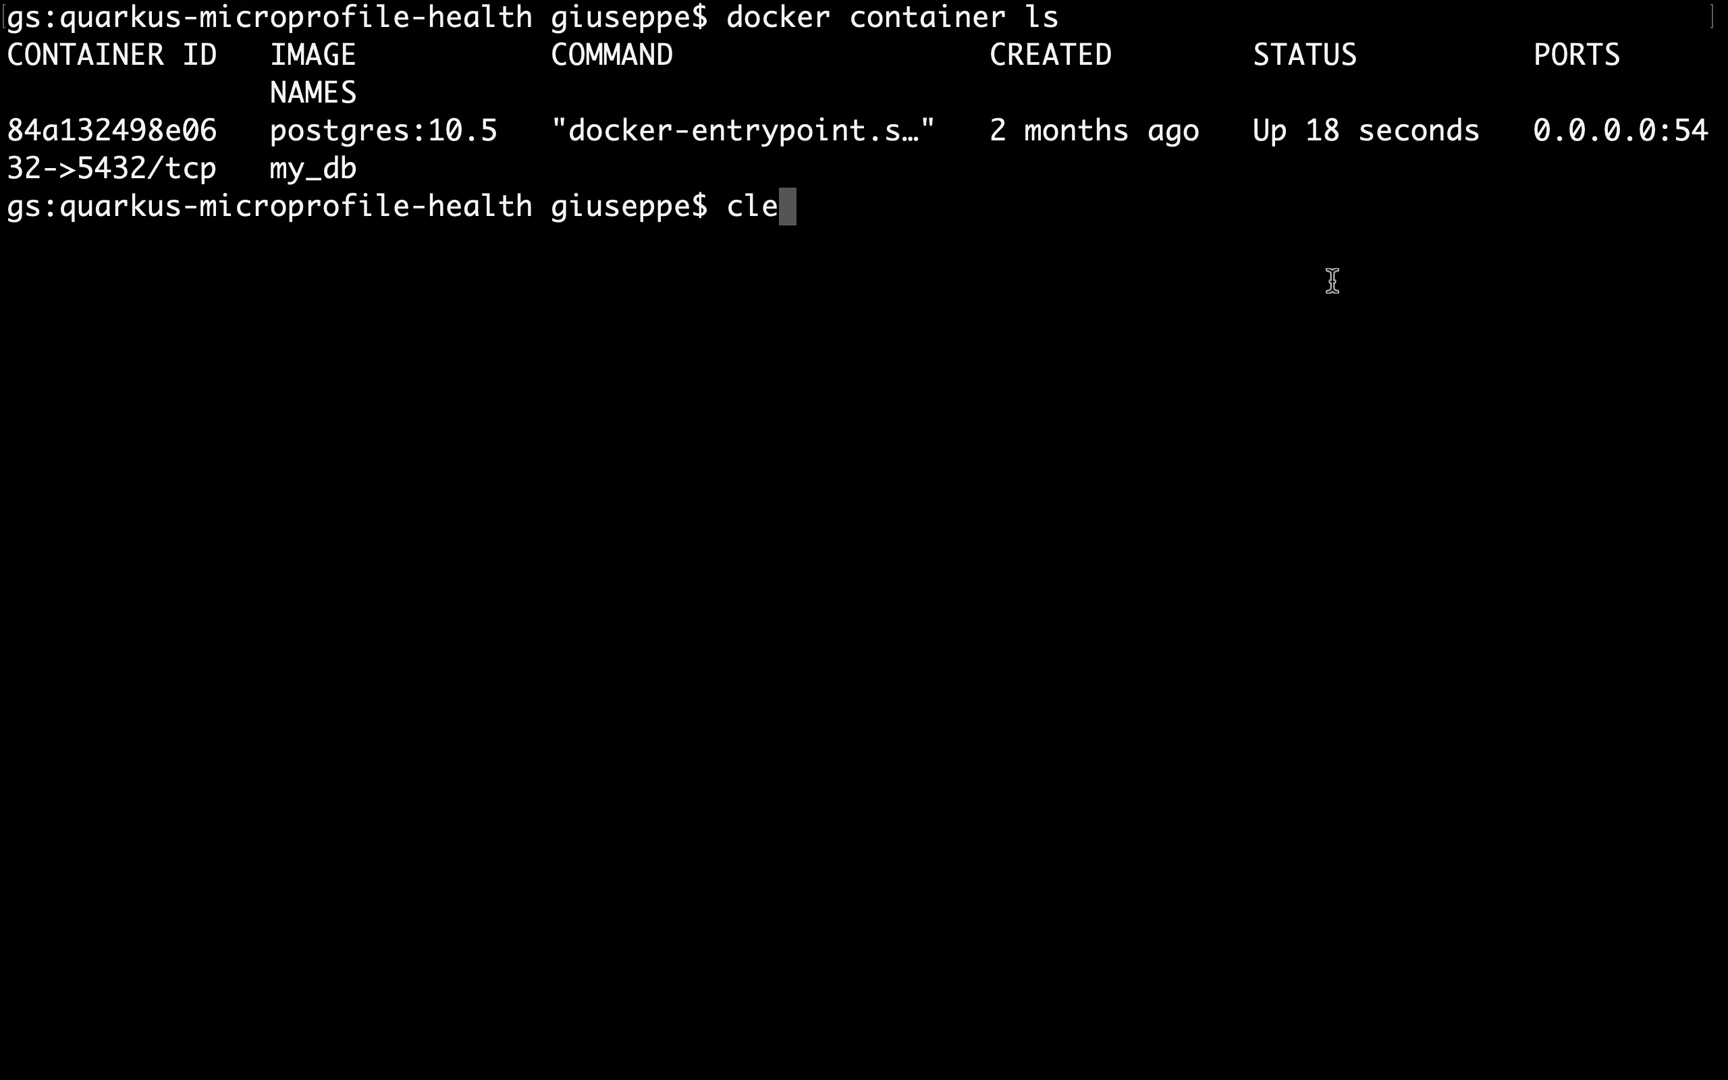 gs:quarkus-microprofile-health giuseppe$ docker container ls
CONTAINER ID   IMAGE           COMMAND                  CREATED        STATUS          PORTS
               NAMES
84a132498e06   postgres:10.5   "docker-entrypoint.s…"   2 months ago   Up 18 seconds   0.0.0.0:54
32->5432/tcp   my_db
gs:quarkus-microprofile-health giuseppe$ cle